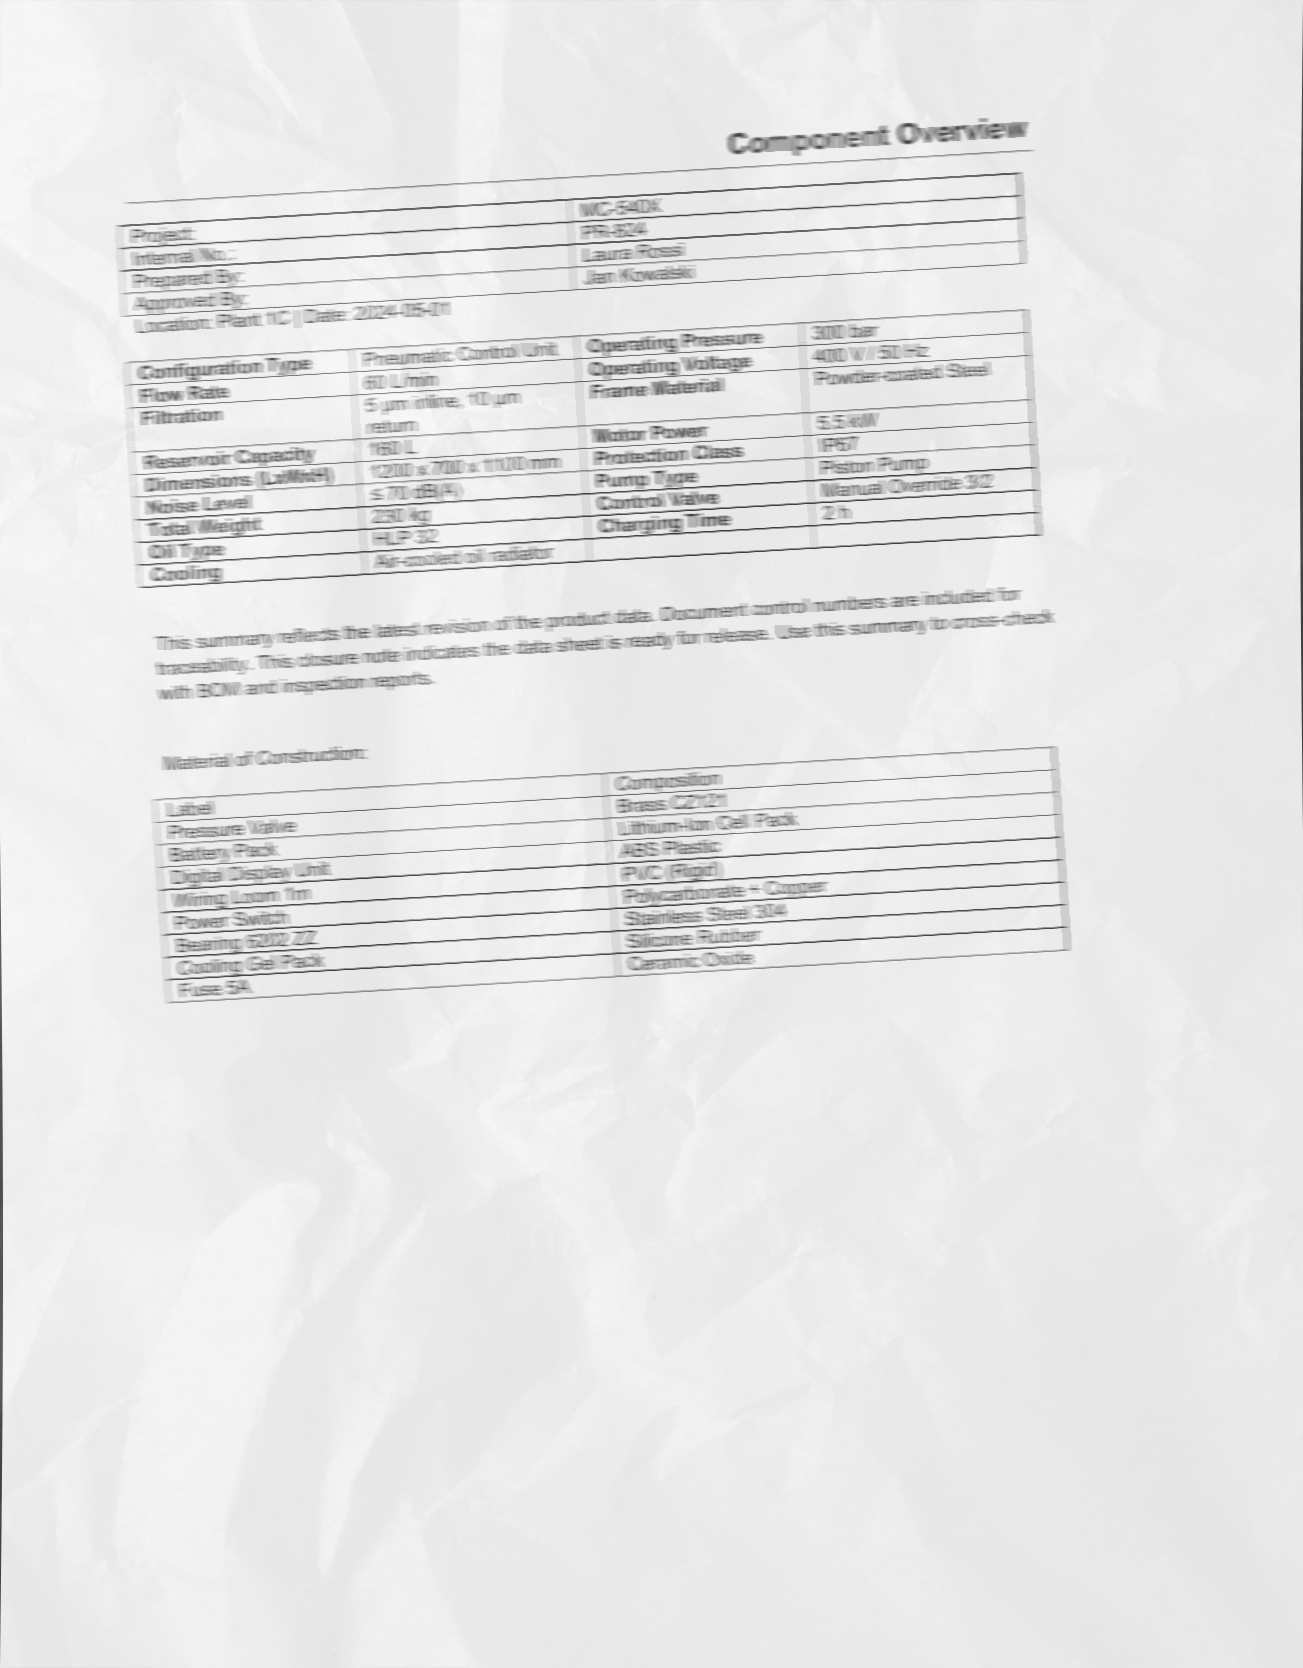 Component Overview
Project: MC-540X
Internal No.: PR-824
Prepared By: Laura Rossi
Approved By: Jan Kowalski
Location: Plant 1C | Date: 2024-05-01
Configuration Type Pneumatic Control Unit Operating Pressure 300 bar
Flow Rate 60 L/min Operating Voltage 400 V / 50 Hz
Filtration 5 µm inline, 10 µm Frame Material Powder-coated Steel
return
Reservoir Capacity 160 L Motor Power 5.5 kW
Dimensions (LxWxH) 1200 x 700 x 1100 mm Protection Class IP67
Noise Level ≤ 70 dB(A) Pump Type Piston Pump
Total Weight 290 kg Control Valve Manual Override 3/2
Oil Type HLP 32 Charging Time 2 h
Cooling Air-cooled oil radiator
This summary reflects the latest revision of the product data. Document control numbers are included for
traceability. This closure note indicates the data sheet is ready for release. Use this summary to cross-check
with BOM and inspection reports.
Material of Construction:
Label Composition
Pressure Valve Brass C2121
Battery Pack Lithium-Ion Cell Pack
Digital Display Unit ABS Plastic
Wiring Loom 1m PVC (Rigid)
Power Switch Polycarbonate + Copper
Bearing 6202 ZZ Stainless Steel 304
Cooling Gel Pack Silicone Rubber
Fuse 5A Ceramic Oxide